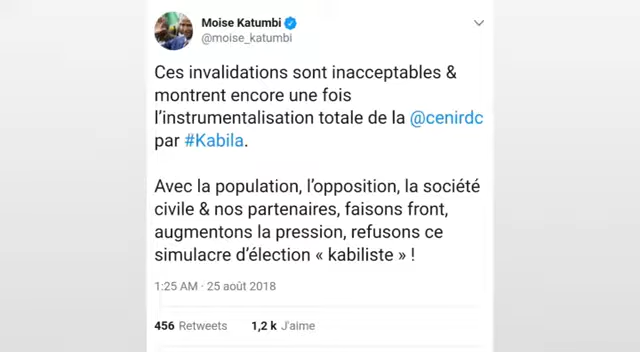 Moise Katumbi
@moise_katumbi
Ces invalidations sont inacceptables &
montrent encore une fois
l’instrumentalisation totale de la @cenirdc
par #Kabila.
Avec la population, l’opposition, la société
civile & nos partenaires, faisons front,
augmentons la pression, refusons ce
simulacre d’élection « kabiliste » !
1:25 AM · 25 août 2018
456 Retweets 1,2 k J'aime